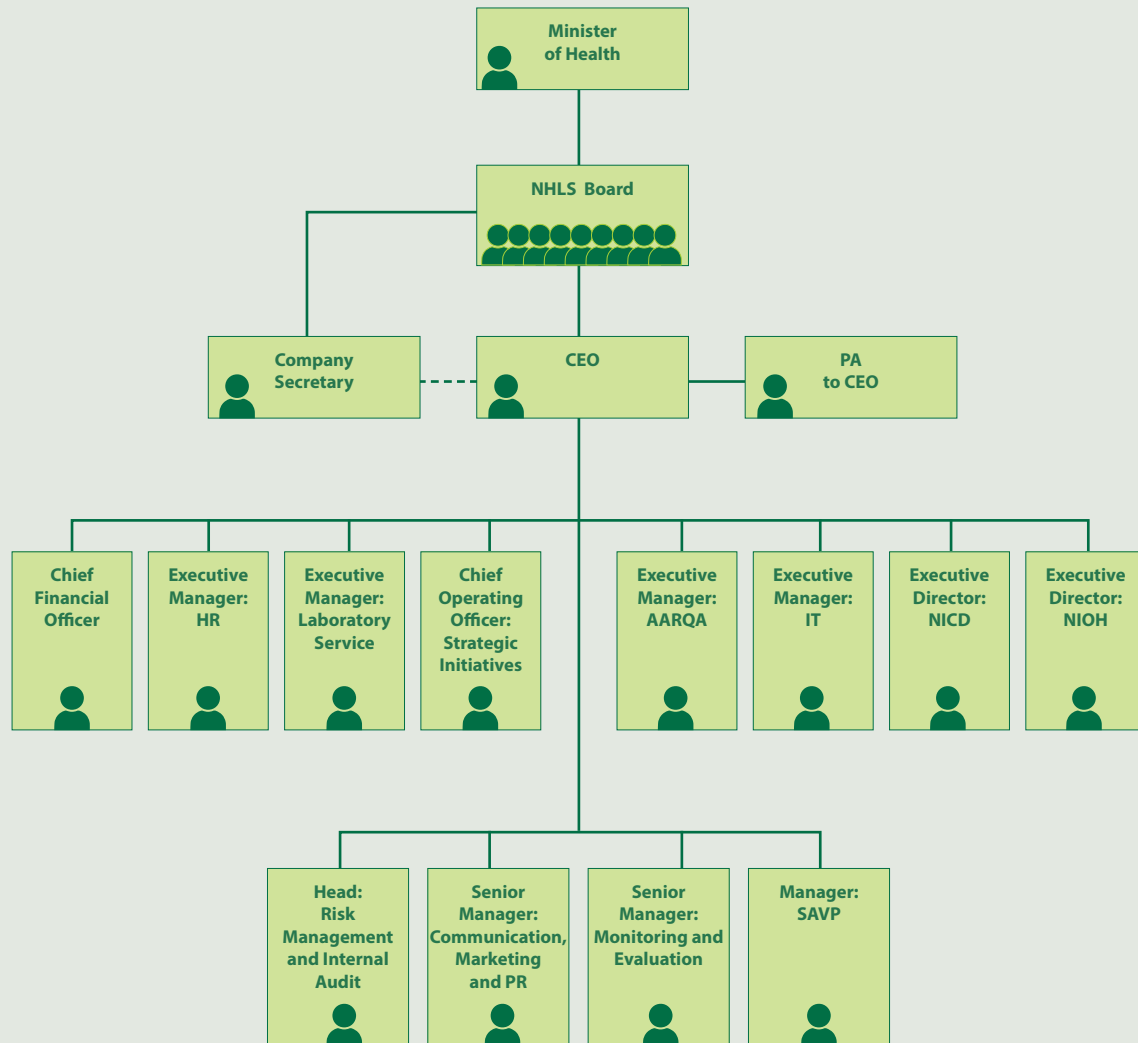 Minister
of Health
NHLS Board
Company
Secretary
CEO
PA
to CEO
Chief
Financial
Officer
Executive
Manager:
HR
Executive
Manager:
Laboratory
Service
Chief
Operating
Officer:
Strategic
Initiatives
Executive
Manager:
AARQA
Executive
Manager:
IT
Executive
Director:
NICD
Executive
Director:
NIOH
Head:
Risk
Management
and Internal
Audit
Senior
Manager:
Communication,
Marketing
and PR
Senior
Manager:
Monitoring and
Evaluation
Manager:
SAVP